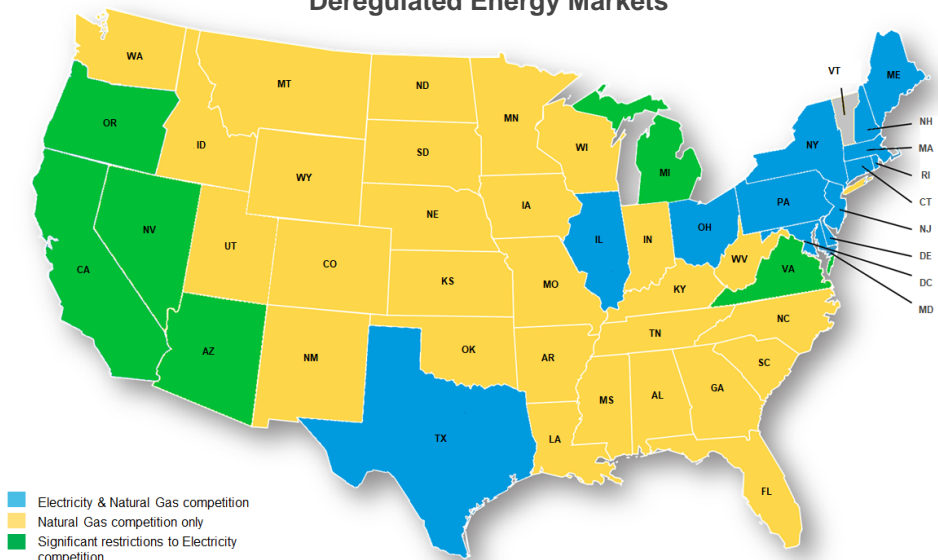 Deregulated Energy Markets
WA
MT
ND
MN
VT
ME
OR
ID
SD
WI
MI
NY
NH
MA
RI
CT
NJ
DE
DC
MD
WY
IA
NE
NV
UT
CO
IL
IN
OH
PA
WV
VA
CA
KS
MO
KY
AZ
NM
OK
AR
TN
NC
SC
MS
AL
GA
TX
LA
FL
Electricity & Natural Gas competition
Natural Gas competition only
Significant restrictions to Electricity
competition